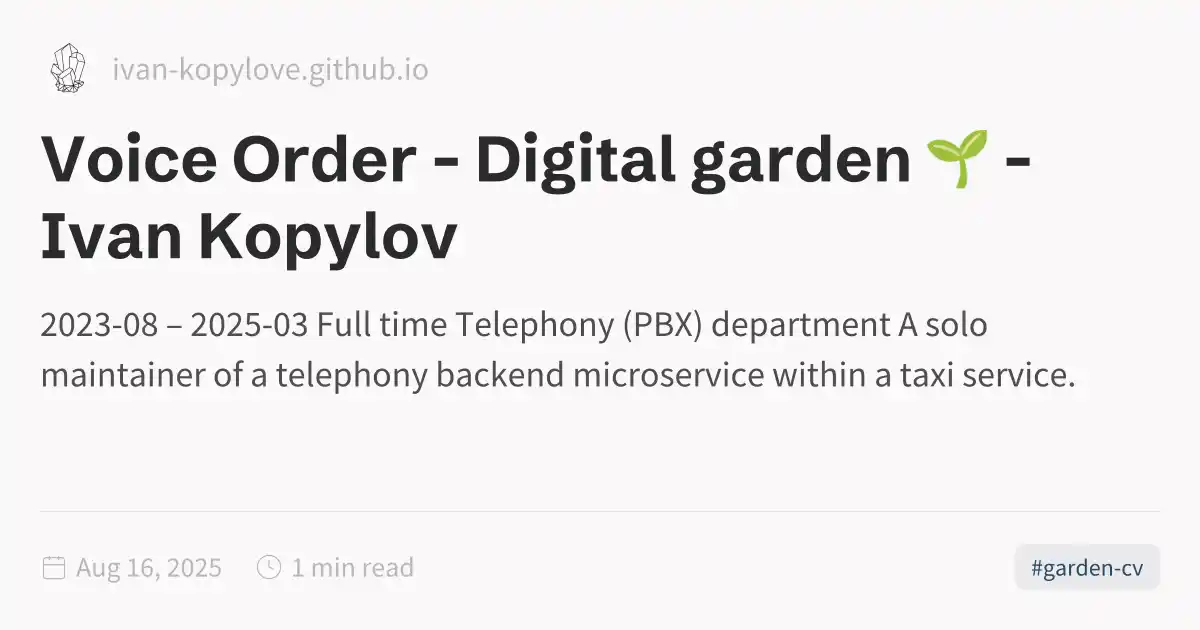 ivan-kopylove.github.io
Voice Order - Digital garden 🌱 -
Ivan Kopylov
2023-08 – 2025-03 Full time Telephony (PBX) department A solo
maintainer of a telephony backend microservice within a taxi service.
Aug 16, 2025
1 min read
#garden-cv